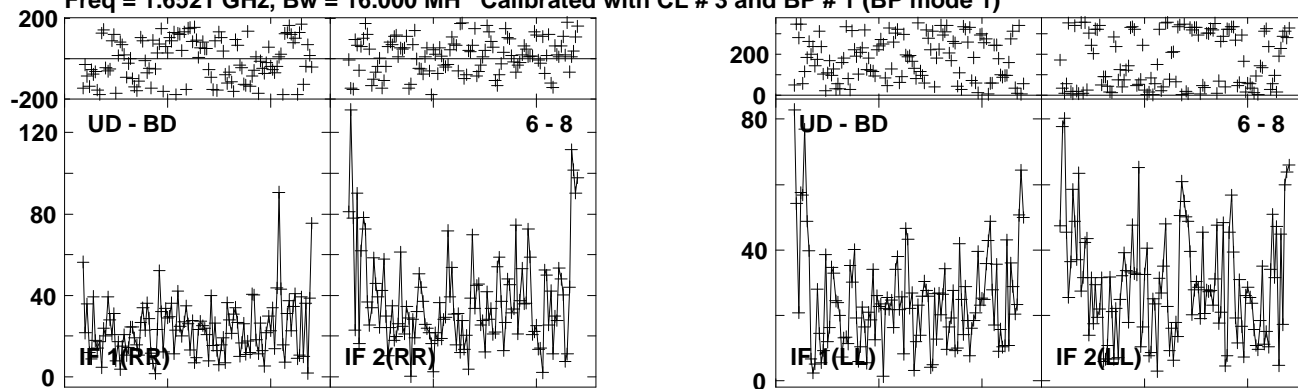 Freq = 1.6521 GHz, Bw = 16.000 MH Calibrated with CL # 3 and BP # 1 (BP mode 1)
200
0
-200
200
0
UD - BD
6 - 8
UD - BD
6 - 8
120
80
40
0
80
40
0
IF 1(RR)
IF 2(RR)
IF 1(LL)
IF 2(LL)